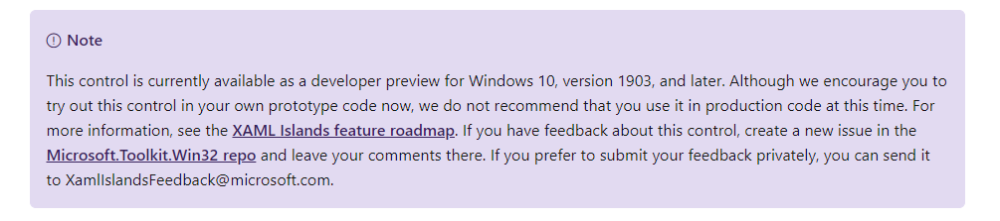 Note
This control is currently available as a developer preview for Windows 10, version 1903, and later. Although we encourage you to
try out this control in your own prototype code now, we do not recommend that you use it in production code at this time. For
more information, see the XAML Islands feature roadmap. If you have feedback about this control, create a new issue in the
Microsoft.Toolkit.Win32 repo and leave your comments there. If you prefer to submit your feedback privately, you can send it
to XamlIslandsFeedback@microsoft.com.